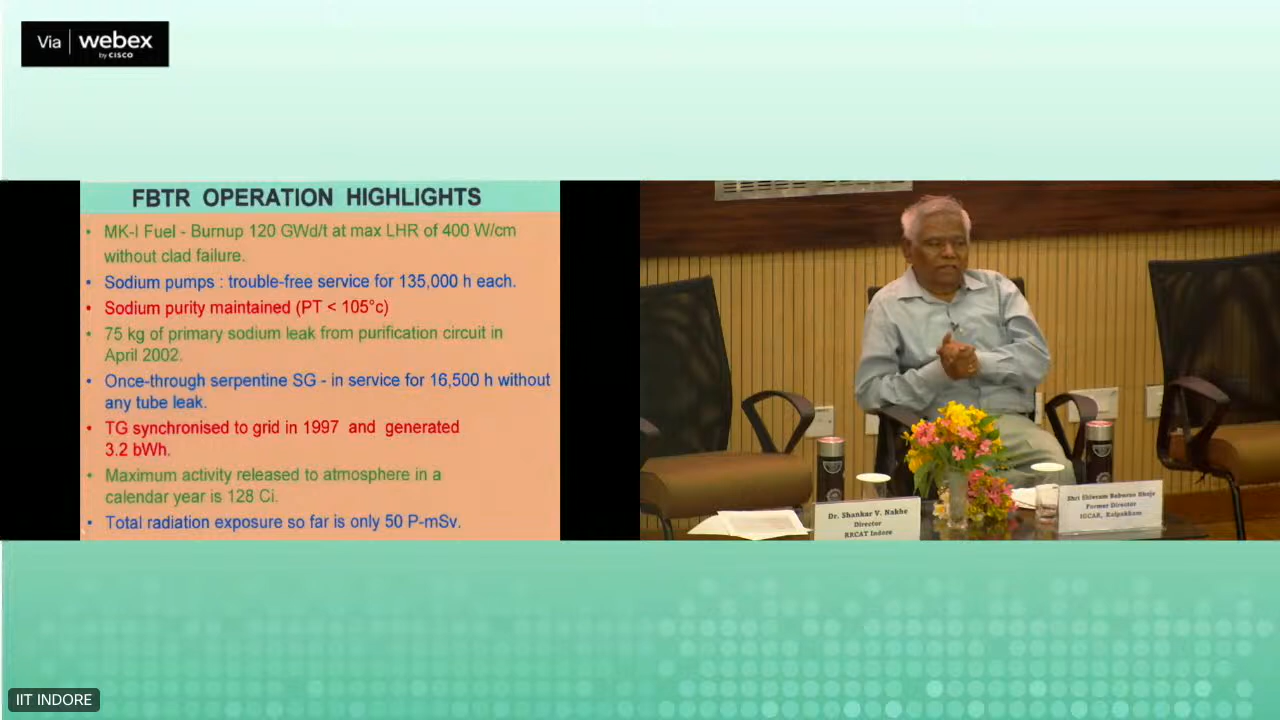 Via webex
by CISCO
FBTR OPERATION HIGHLIGHTS
• MK-I Fuel - Burnup 120 GWd/t at max LHR of 400 W/cm
without clad failure.
• Sodium pumps : trouble-free service for 135,000 h each.
• Sodium purity maintained (PT < 105°c)
• 75 kg of primary sodium leak from purification circuit in
April 2002.
• Once-through serpentine SG - in service for 16,500 h without
any tube leak.
• TG synchronised to grid in 1997 and generated
3.2 bWh.
• Maximum activity released to atmosphere in a
calendar year is 128 Ci.
• Total radiation exposure so far is only 50 P-mSv.
Dr. Shankar V. Nakhe
Director
RRCAT Indore
Shri Shivram Baburao Bhoje
Former Director
IGCAR, Kalpakkam
IIT INDORE